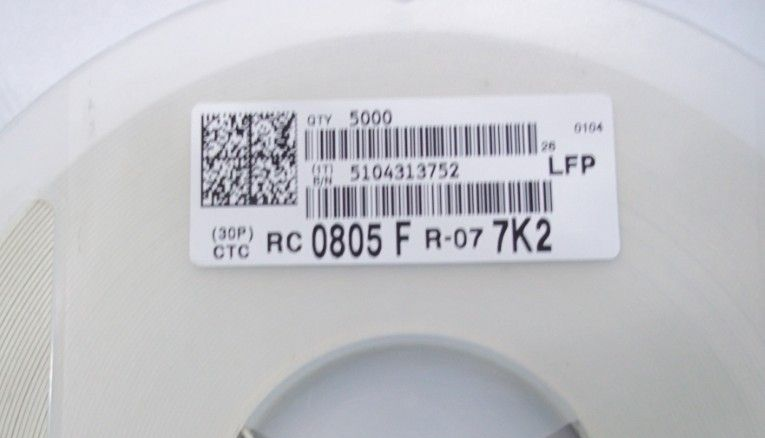 QTY 5000
0104
26
LFP
(1T)
B/N 5104313752
(30P)
CTC RC 0805 F R-07 7K2